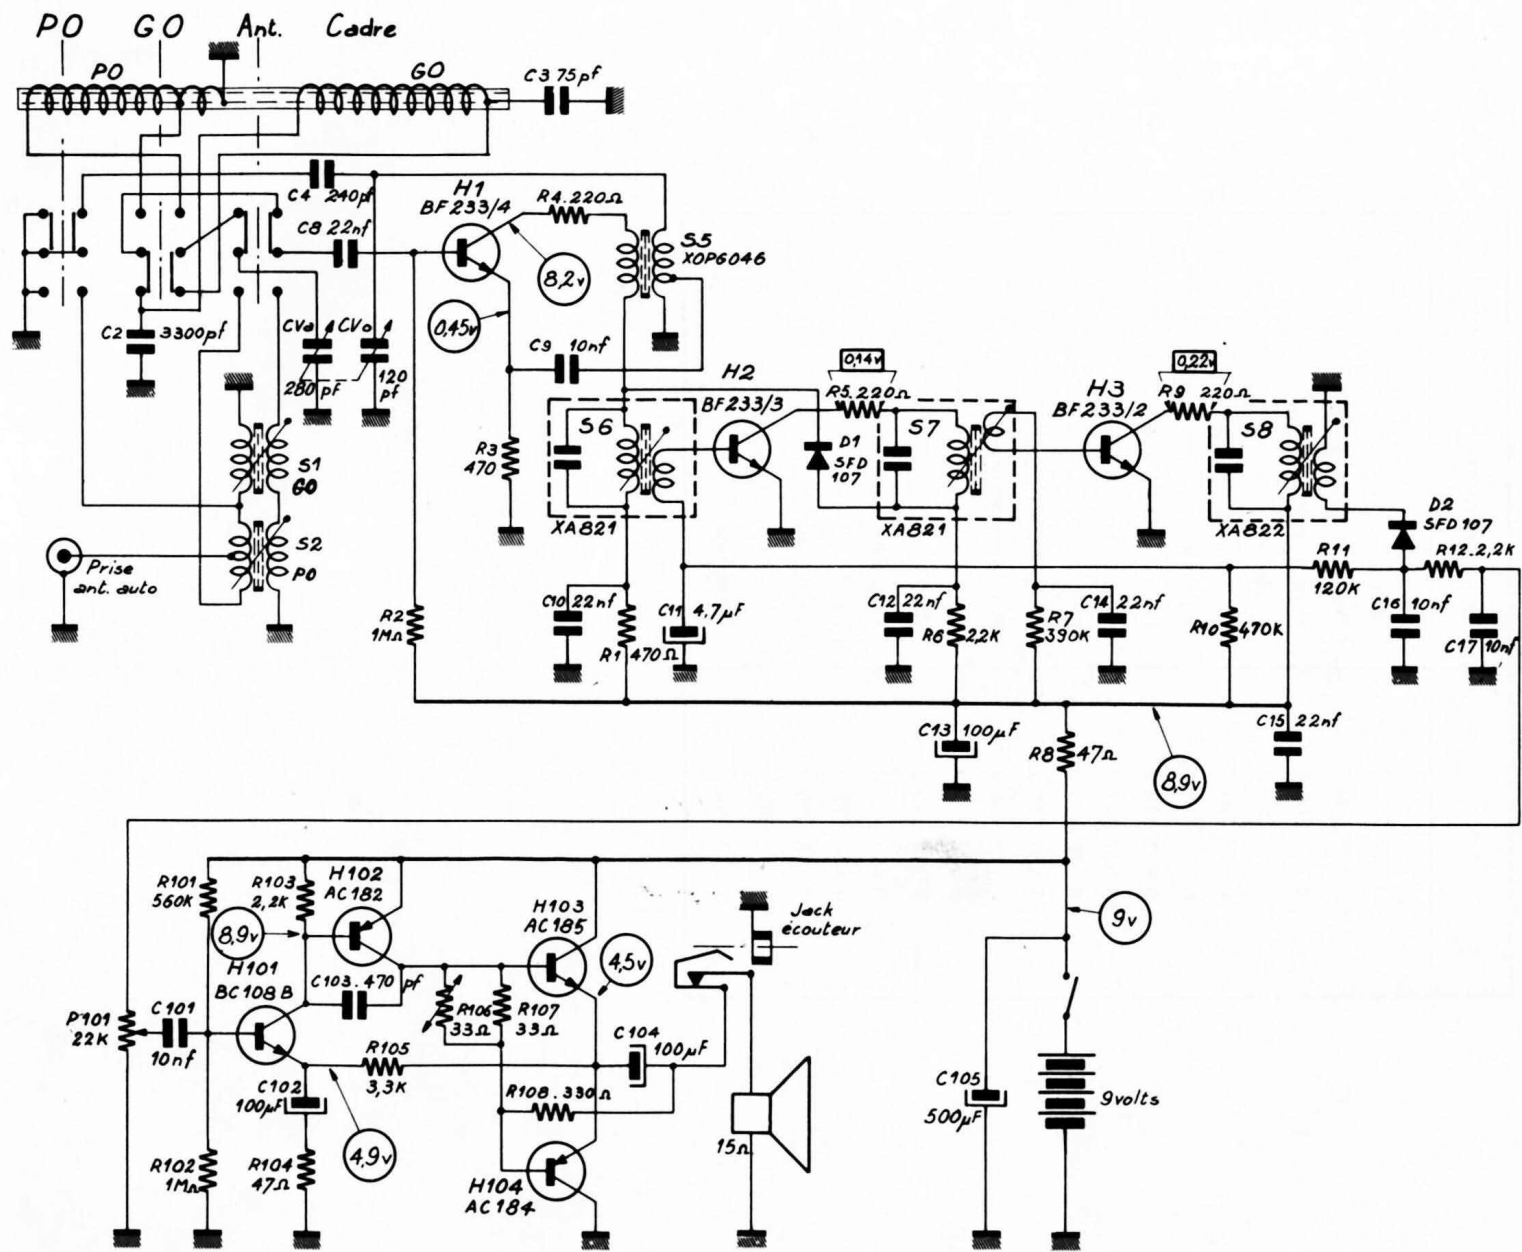 PO GO Ant. Cadre
PO
GO
C3 75pf
C4 240pf
H1
BF233/4
R4.220Ω
C8 22nf
S5
XOP6046
8,2v
0,45v
C2 3300pf
CVa
CVo
280 pf
120
pf
C9 10nf
H2
BF233/3
0,14v
R5.220Ω
H3
BF233/2
0,22v
R9 220Ω
S6
S7
S8
R3
470
D1
SFD
107
S1
GO
XA821
XA821
XA822
D2
SFD107
S2
PO
Prise
ant. auto
R11
120K
R12.2,2K
R2
1MΩ
C10 22nf
R1 470Ω
C11 4,7µF
C12 22nf
R6 2,2K
R7
390K
C14 22nf
R10 470K
C16 10nf
C17 10nf
C13 100µF
R8 47Ω
8,9v
C15 22nf
R101
560K
R103
2,2K
H102
AC182
8,9v
H103
AC185
4,5v
Jack
écouteur
9v
H101
BC108B
C103.470 pf
P101
22K
C101
10nf
R106
33Ω
R107
33Ω
C104
100µF
R105
3,3K
C102
100µF
R108.330Ω
C105
500µF
9volts
4,9v
15Ω
R102
1MΩ
R104
47Ω
H104
AC184